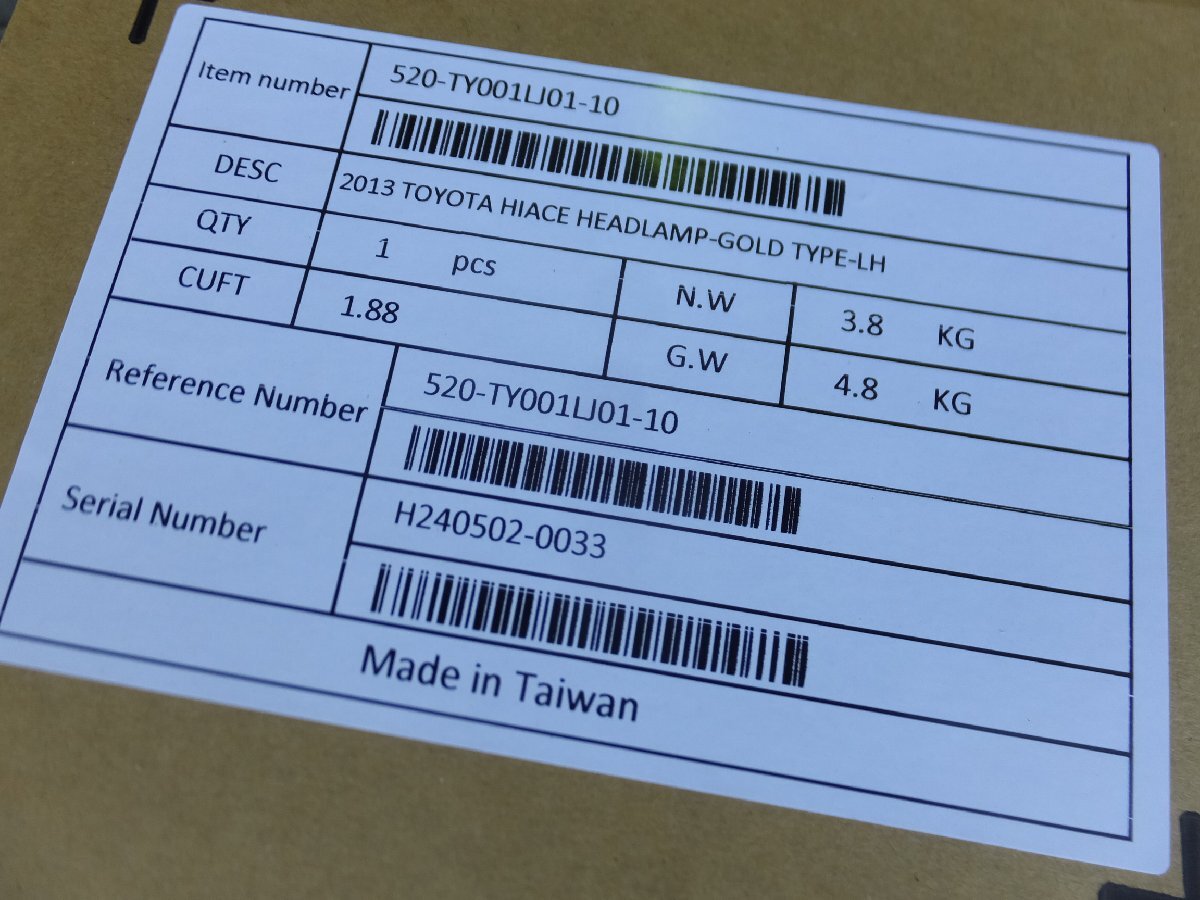 Item number
520-TY001LJ01-10
DESC
2013 TOYOTA HIACE HEADLAMP-GOLD TYPE-LH
QTY 1 pcs N.W 3.8 KG
CUFT 1.88 G.W 4.8 KG
Reference Number
520-TY001LJ01-10
Serial Number
H240502-0033
Made in Taiwan